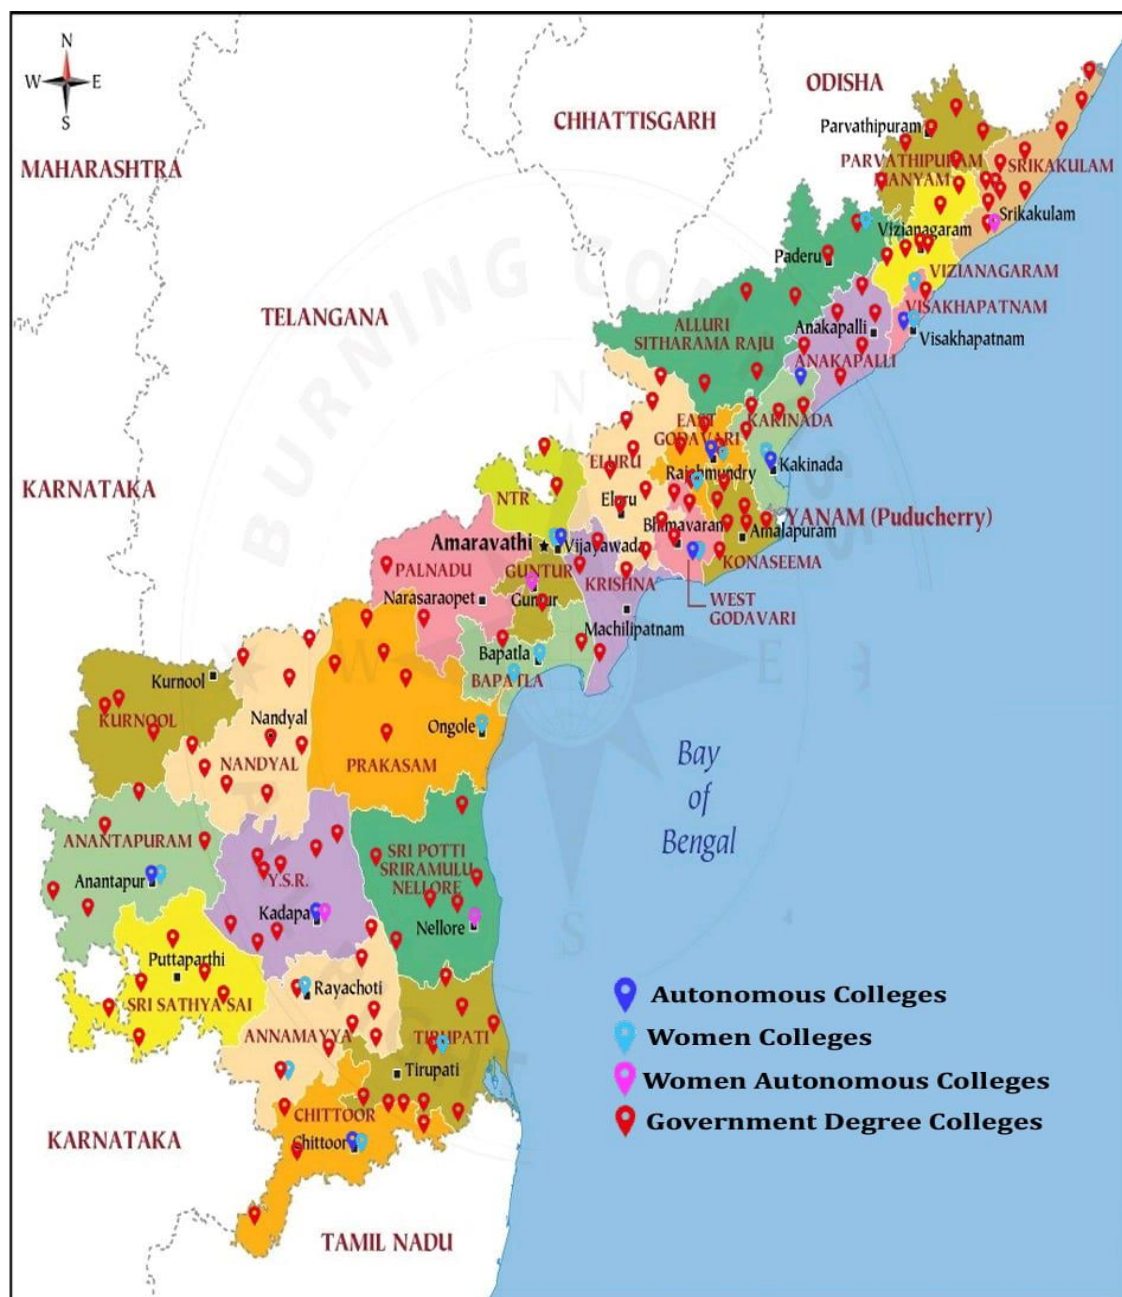 N
W E
S
ODISHA
CHHATTISGARH
MAHARASHTRA
Parvathipuram
PARVATHIPURAM
MANYAM
SRIKAKULAM
Srikakulam
Vizianagaram
Paderu
VIZIANAGARAM
VISAKHAPATNAM
TELANGANA
ALLURI
SITHARAMA RAJU
Anakapalli
Visakhapatnam
ANAKAPALLI
EAST
GODAVARI
KAKINADA
ELURU
Rajahmundry
Kakinada
KARNATAKA
NTR
Eluru
Bhimavaram
YANAM (Puducherry)
Amalapuram
Amaravathi
Vijayawada
KONASEEMA
PALNADU
GUNTUR
KRISHNA
Narasaraopet
Guntur
WEST
GODAVARI
Machilipatnam
Bapatla
BAPATLA
Kurnool
KURNOOL
Nandyal
Ongole
NANDYAL
PRAKASAM
Bay
of
Bengal
ANANTAPURAM
SRI POTTI
SRIRAMULU
NELLORE
Y.S.R.
Anantapur
Kadapa
Nellore
Puttaparthi
SRI SATHYA SAI
Rayachoti
ANNAMAYYA
TIRUPATI
Tirupati
CHITTOOR
Chittoor
KARNATAKA
TAMIL NADU
Autonomous Colleges
Women Colleges
Women Autonomous Colleges
Government Degree Colleges
BURNING COMPASS
N
W E
S